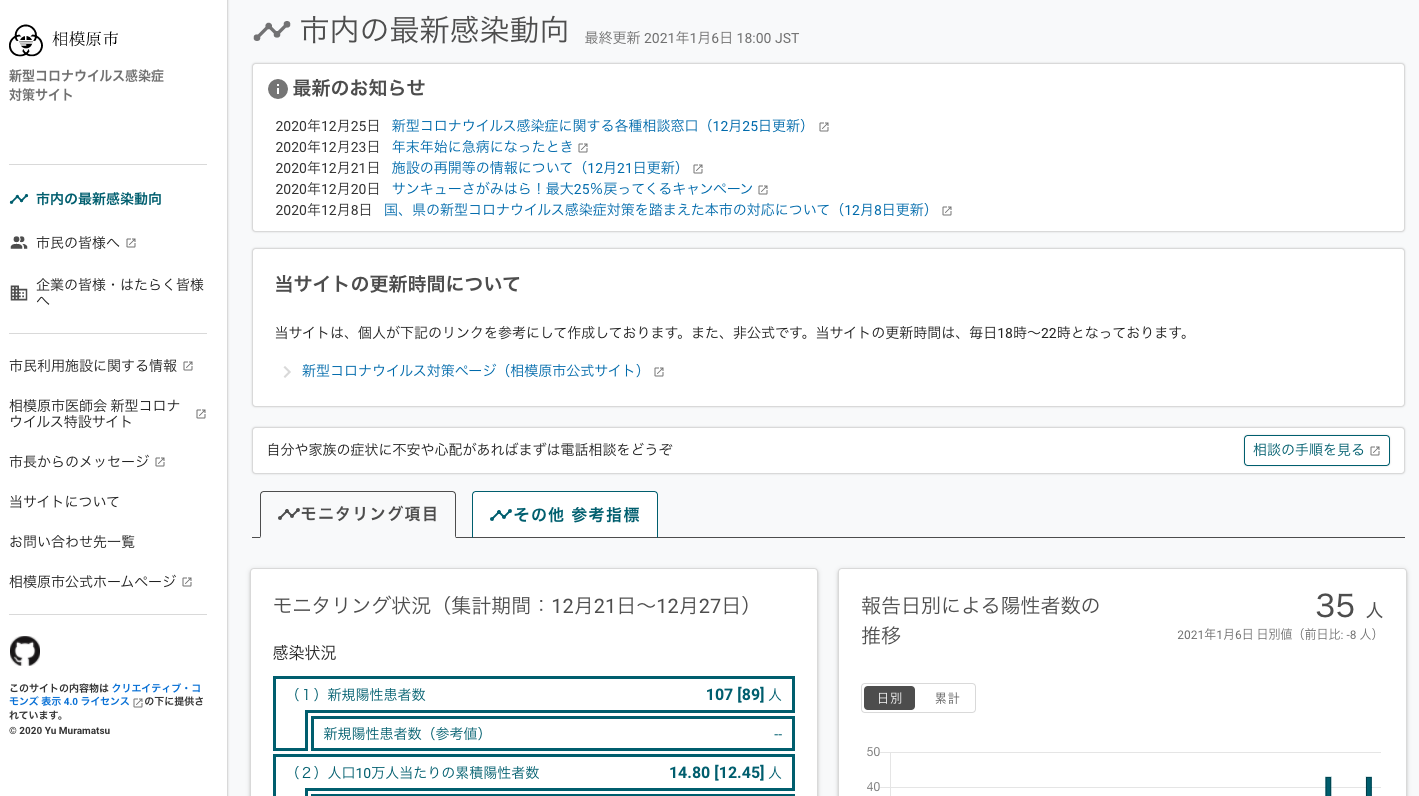 相模原市
新型コロナウイルス感染症
対策サイト
市内の最新感染動向
市民の皆様へ
企業の皆様・はたらく皆様
へ
市民利用施設に関する情報
相模原市医師会 新型コロナ
ウイルス特設サイト
市長からのメッセージ
当サイトについて
お問い合わせ先一覧
相模原市公式ホームページ
このサイトの内容物は クリエイティブ・コ
モンズ 表示 4.0 ライセンス の下に提供さ
れています。
© 2020 Yu Muramatsu
市内の最新感染動向 最終更新 2021年1月6日 18:00 JST
最新のお知らせ
2020年12月25日 新型コロナウイルス感染症に関する各種相談窓口（12月25日更新）
2020年12月23日 年末年始に急病になったとき
2020年12月21日 施設の再開等の情報について（12月21日更新）
2020年12月20日 サンキューさがみはら！最大25%戻ってくるキャンペーン
2020年12月8日 国、県の新型コロナウイルス感染症対策を踏まえた本市の対応について（12月8日更新）
当サイトの更新時間について
当サイトは、個人が下記のリンクを参考にして作成しております。また、非公式です。当サイトの更新時間は、毎日18時〜22時となっております。
新型コロナウイルス対策ページ（相模原市公式サイト）
自分や家族の症状に不安や心配があればまずは電話相談をどうぞ
相談の手順を見る
モニタリング項目
その他 参考指標
モニタリング状況（集計期間：12月21日〜12月27日）
感染状況
（１）新規陽性患者数 107 [89] 人
新規陽性患者数（参考値） --
（２）人口10万人当たりの累積陽性者数 14.80 [12.45] 人
報告日別による陽性者数の
推移
35 人
2021年1月6日 日別値（前日比: -8 人）
日別 累計
50
40